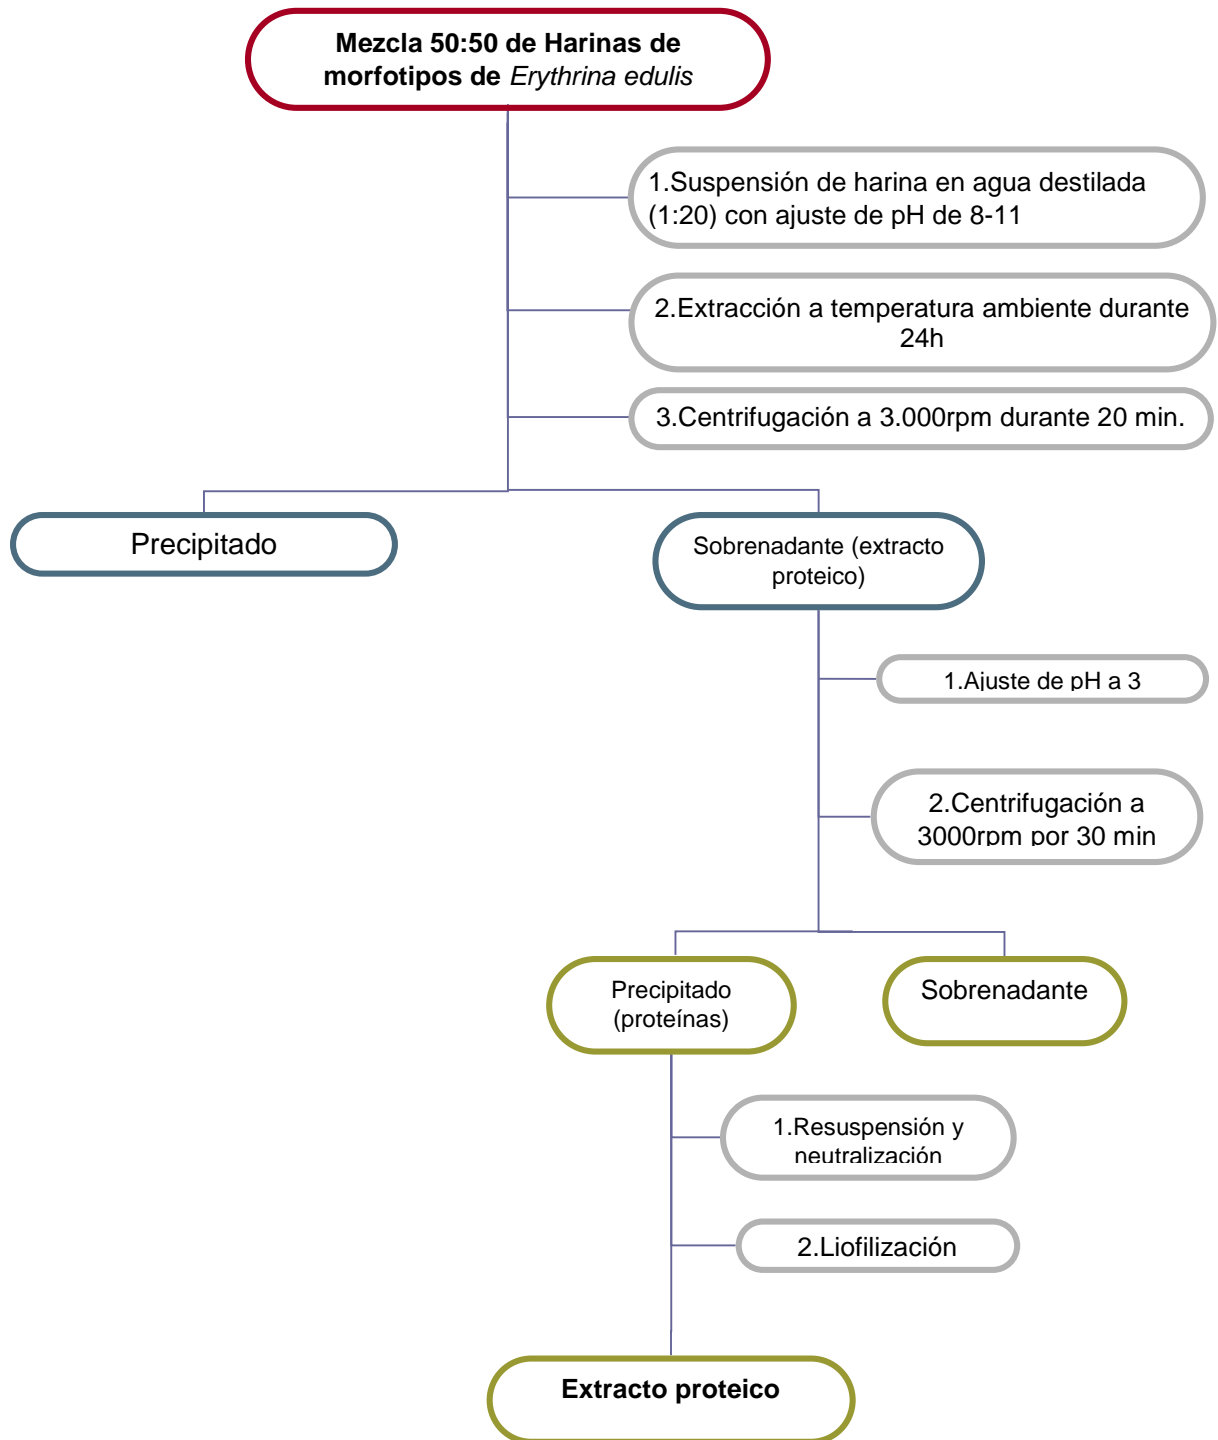 Mezcla 50:50 de Harinas de
morfotipos de Erythrina edulis
1.Suspensión de harina en agua destilada
(1:20) con ajuste de pH de 8-11
2.Extracción a temperatura ambiente durante
24h
3.Centrifugación a 3.000rpm durante 20 min.
Precipitado
Sobrenadante (extracto
proteico)
1.Ajuste de pH a 3
2.Centrifugación a
3000rpm por 30 min
Precipitado
(proteínas)
Sobrenadante
1.Resuspensión y
neutralización
2.Liofilización
Extracto proteico